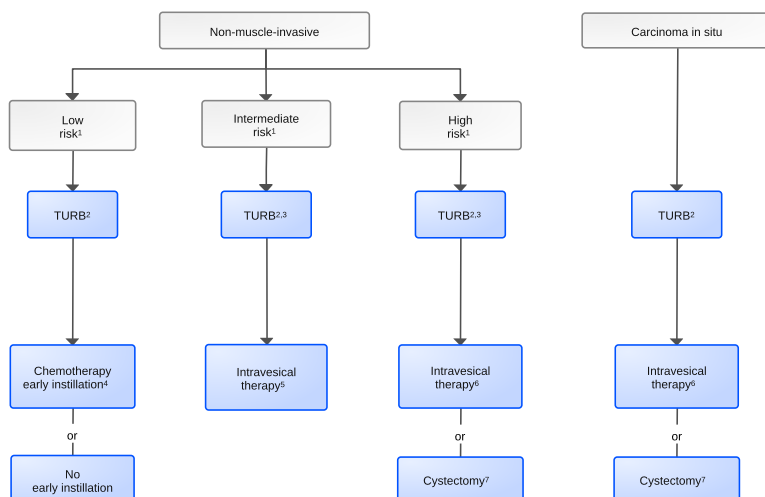 Non-muscle-invasive
Carcinoma in situ
Low
risk¹
Intermediate
risk¹
High
risk¹
TURB²
TURB²,³
TURB²,³
TURB²
Chemotherapy
early instillation⁴
Intravesical
therapy⁵
Intravesical
therapy⁶
Intravesical
therapy⁶
or
or
or
No
early instillation
Cystectomy⁷
Cystectomy⁷